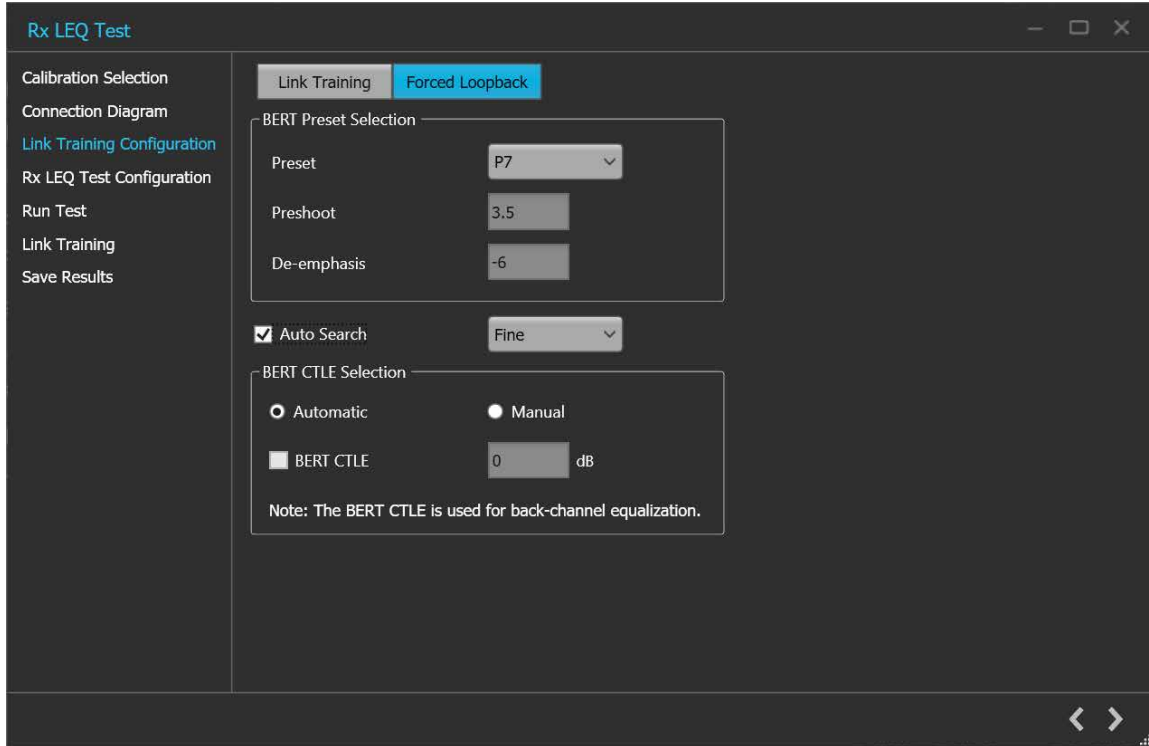 Rx LEQ Test
Calibration Selection
Connection Diagram
Link Training Configuration
Rx LEQ Test Configuration
Run Test
Link Training
Save Results
Link Training Forced Loopback
BERT Preset Selection
Preset P7
Preshoot 3.5
De-emphasis -6
Auto Search Fine
BERT CTLE Selection
Automatic Manual
BERT CTLE 0 dB
Note: The BERT CTLE is used for back-channel equalization.